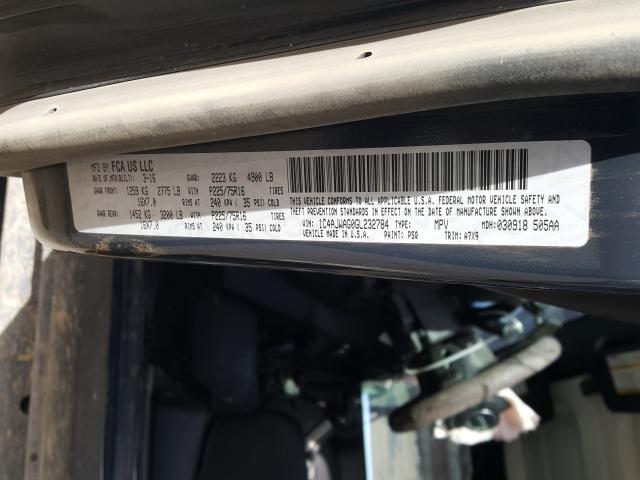 MFD BY FCA US LLC
DATE OF MFR/BUILT: 3-16 GVWR: 2223 KG 4900 LB
GAWR FRONT: 1259 KG 2775 LB WITH P225/75R16 TIRES
16X7.0 RIMS AT 240 KPA ( 35 PSI) COLD
GAWR REAR: 1452 KG 3200 LB WITH P225/75R16 TIRES
16X7.0 RIMS AT 240 KPA ( 35 PSI) COLD
THIS VEHICLE CONFORMS TO ALL APPLICABLE U.S.A. FEDERAL MOTOR VEHICLE SAFETY AND
THEFT PREVENTION STANDARDS IN EFFECT ON THE DATE OF MANUFACTURE SHOWN ABOVE.
VIN: 1C4AJWAG0GL232784 TYPE: MPV MDH: 030918 505AA
VEHICLE MADE IN U.S.A. PAINT: PSQ TRIM: A7X9